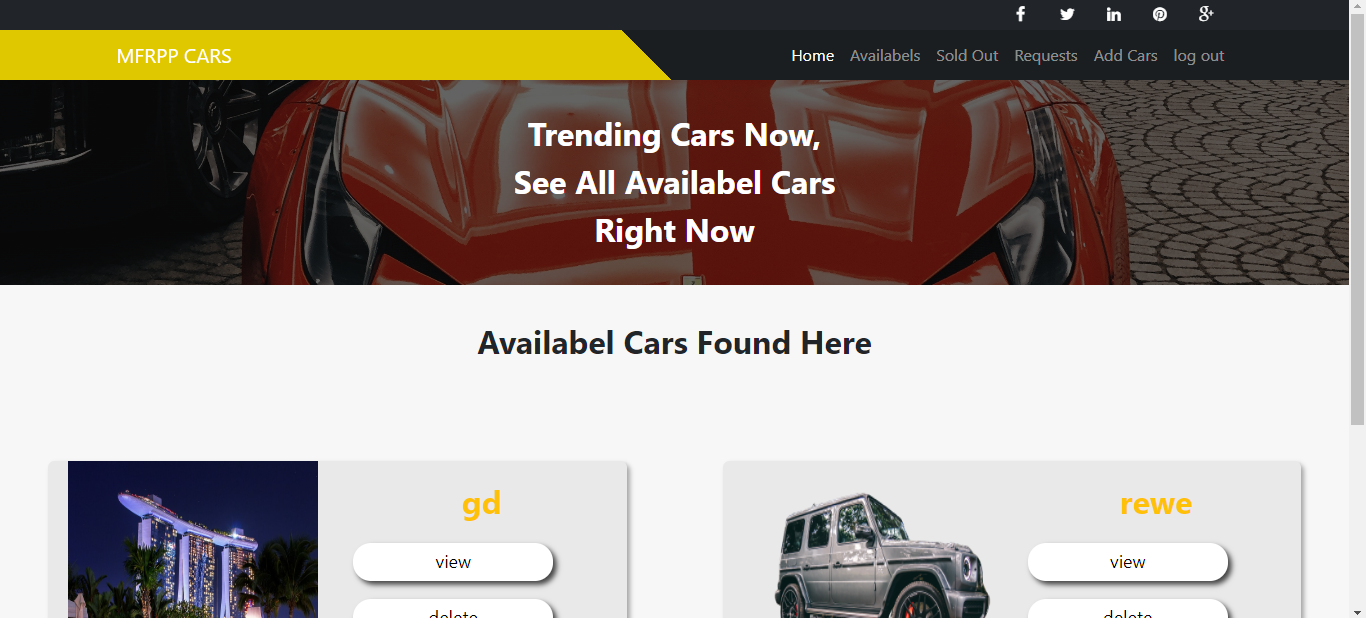 MFRPP CARS
Home Availabels Sold Out Requests Add Cars log out
Trending Cars Now,
See All Availabel Cars
Right Now
Availabel Cars Found Here
gd
view
delete
rewe
view
delete